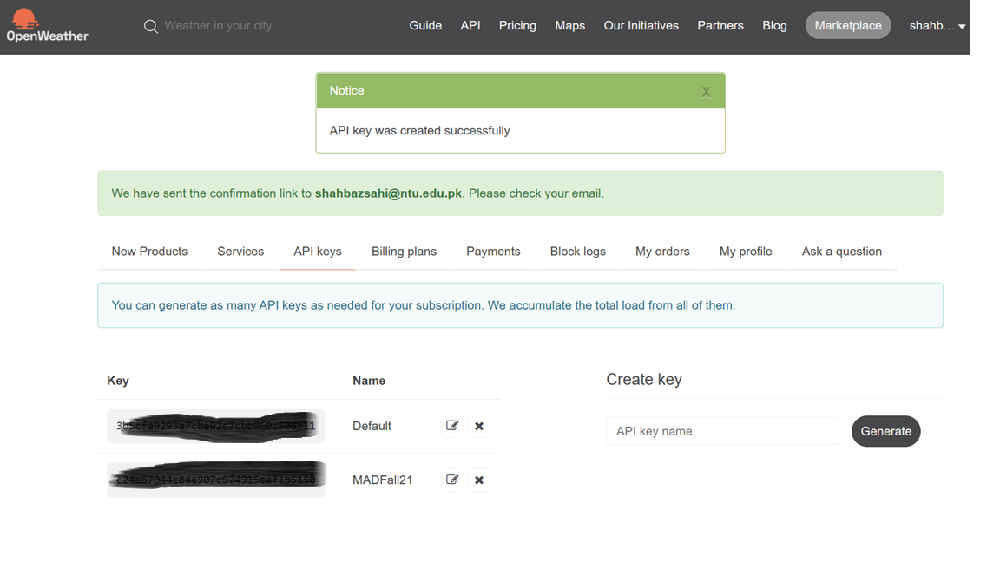 OpenWeather
Weather in your city
Guide
API
Pricing
Maps
Our Initiatives
Partners
Blog
Marketplace
shahb...
Notice
x
API key was created successfully
We have sent the confirmation link to shahbazsahi@ntu.edu.pk. Please check your email.
New Products
Services
API keys
Billing plans
Payments
Block logs
My orders
My profile
Ask a question
You can generate as many API keys as needed for your subscription. We accumulate the total load from all of them.
Key
Name
Create key
Default
API key name
Generate
MADFall21